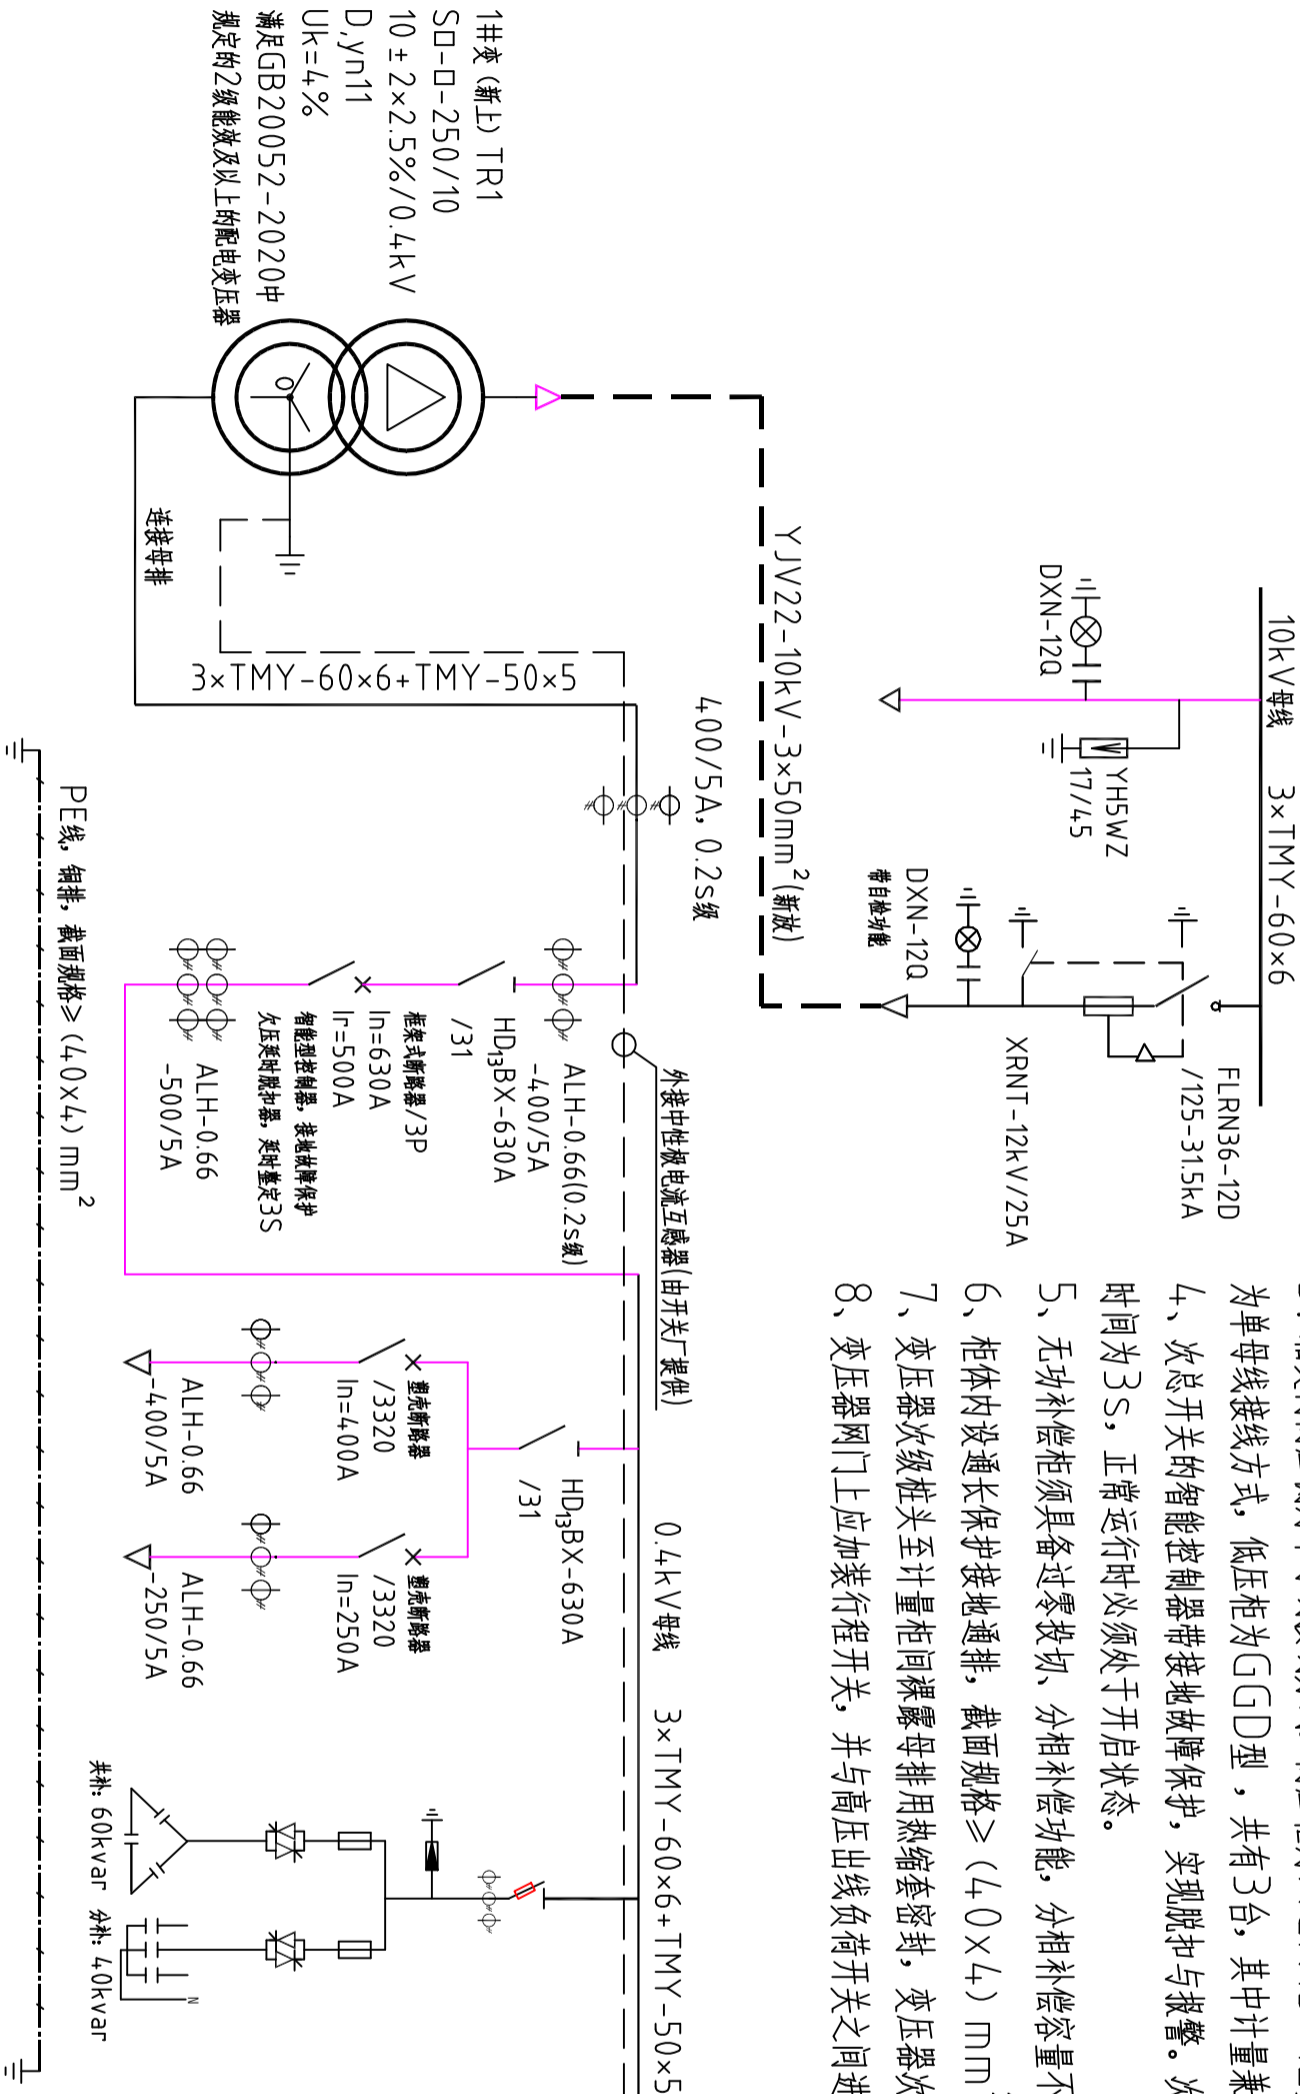 为单母线接线方式，低压柜为GGD型，共有3台，其中计量兼
4、次总开关的智能控制器带接地故障保护，实现脱扣与报警。次
时间为3S，正常运行时必须处于开启状态。
5、无功补偿柜须具备过零投切、分相补偿功能，分相补偿容量不
6、柜体内设通长保护接地通排，截面规格≥（40×4）mm²
7、变压器次级桩头至计量柜间裸露母排用热缩套密封，变压器次
8、变压器网门上应加装行程开关，并与高压出线负荷开关之间进
10kV母线 3×TMY-60×6
DXN-12Q
YH5WZ
17/45
FLRN36-12D
/125-31.5kA
XRNT-12kV/25A
DXN-12Q
带自检功能
YJV22-10kV-3×50mm²(新放)
1#变（新上）TR1
S□-□-250/10
10±2×2.5%/0.4kV
D,yn11
Uk=4%
满足GB20052-2020中
规定的2级能效及以上的配电变压器
连接母排
3×TMY-60×6+TMY-50×5
400/5A，0.2s级
外接中性极电流互感器(由开关厂提供)
ALH-0.66(0.2s级)
-400/5A
HD13BX-630A
/31
框架式断路器/3P
In=630A
Ir=500A
智能型控制器，接地故障保护
欠压延时脱扣器，延时整定3S
ALH-0.66
-500/5A
0.4kV母线 3×TMY-60×6+TMY-50×5
HD13BX-630A
/31
塑壳断路器
/3320
In=400A
ALH-0.66
-400/5A
塑壳断路器
/3320
In=250A
ALH-0.66
-250/5A
共补：60kvar 分补：40kvar
N
PE线，铜排，截面规格≥（40x4）mm²